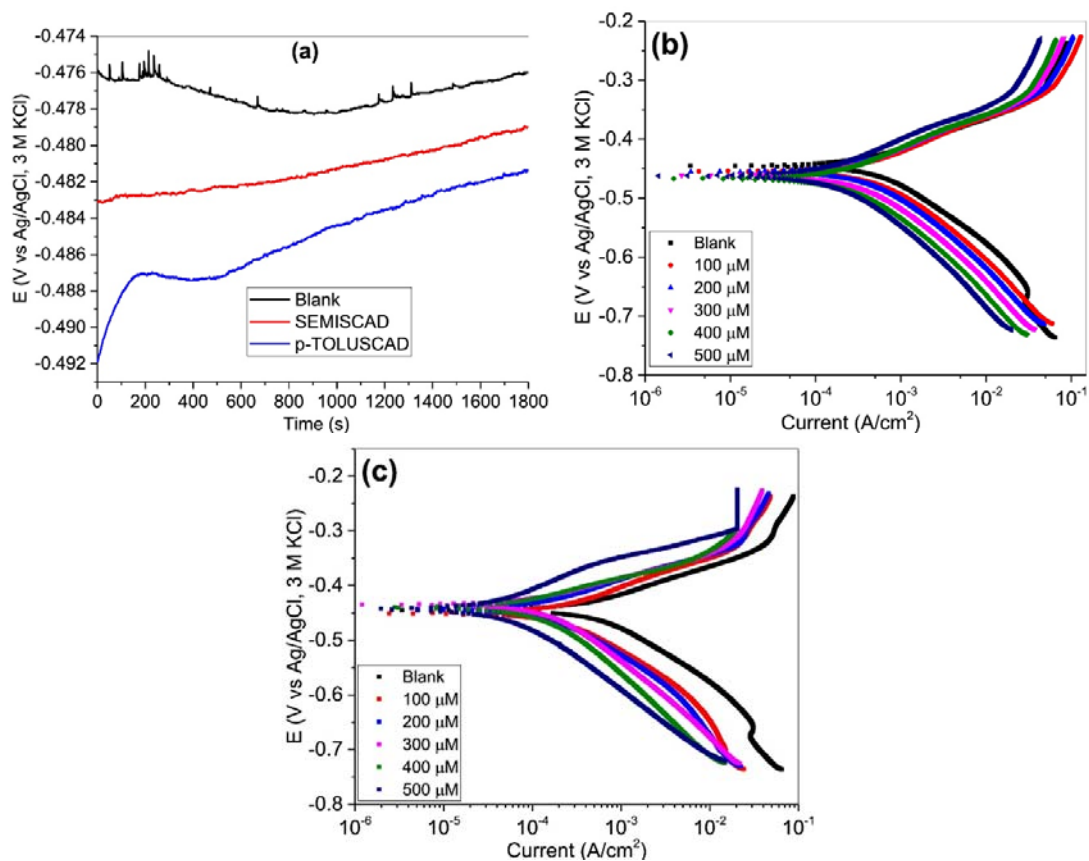 (a)
E (V vs Ag/AgCl, 3 M KCl)
-0.474
-0.476
-0.478
-0.480
-0.482
-0.484
-0.486
-0.488
-0.490
-0.492
Blank
SEMISCAD
p-TOLUSCAD
0 200 400 600 800 1000 1200 1400 1600 1800
Time (s)
(b)
E (V vs Ag/AgCl, 3 M KCl)
-0.2
-0.3
-0.4
-0.5
-0.6
-0.7
-0.8
Blank
100 μM
200 μM
300 μM
400 μM
500 μM
10⁻⁶ 10⁻⁵ 10⁻⁴ 10⁻³ 10⁻² 10⁻¹
Current (A/cm²)
(c)
E (V vs Ag/AgCl, 3 M KCl)
-0.2
-0.3
-0.4
-0.5
-0.6
-0.7
-0.8
Blank
100 μM
200 μM
300 μM
400 μM
500 μM
10⁻⁶ 10⁻⁵ 10⁻⁴ 10⁻³ 10⁻² 10⁻¹
Current (A/cm²)